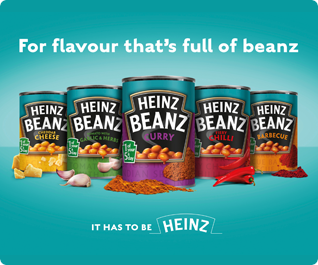 For flavour that's full of beanz
HEINZ
BEANZ
CHEESE
HEINZ
BEANZ
GARLIC & HERBS
HEINZ
BEANZ
CURRY
HEINZ
BEANZ
CHILLI
HEINZ
BEANZ
BARBECUE
IT HAS TO BE HEINZ